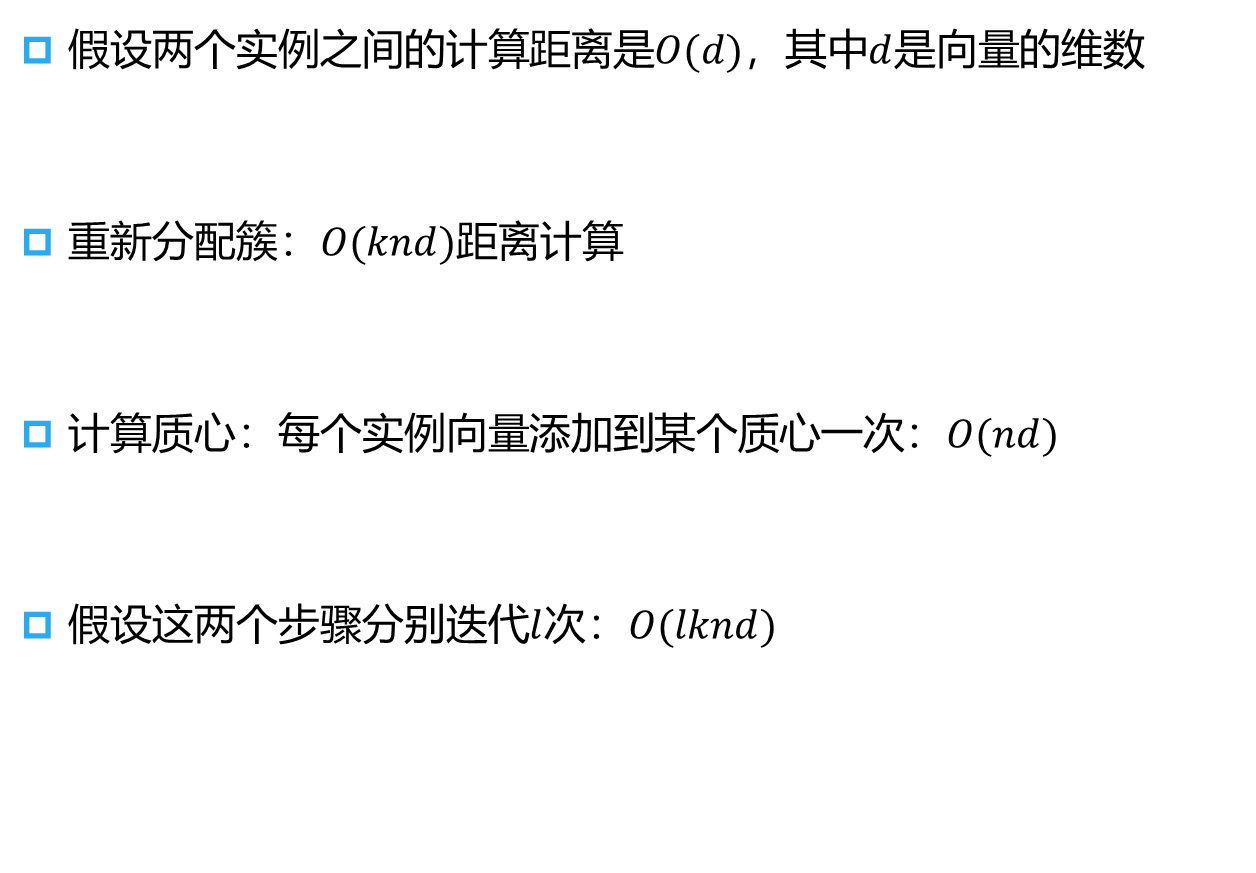 假设两个实例之间的计算距离是O(d)，其中d是向量的维数
重新分配簇：O(knd)距离计算
计算质心：每个实例向量添加到某个质心一次：O(nd)
假设这两个步骤分别迭代l次：O(lknd)